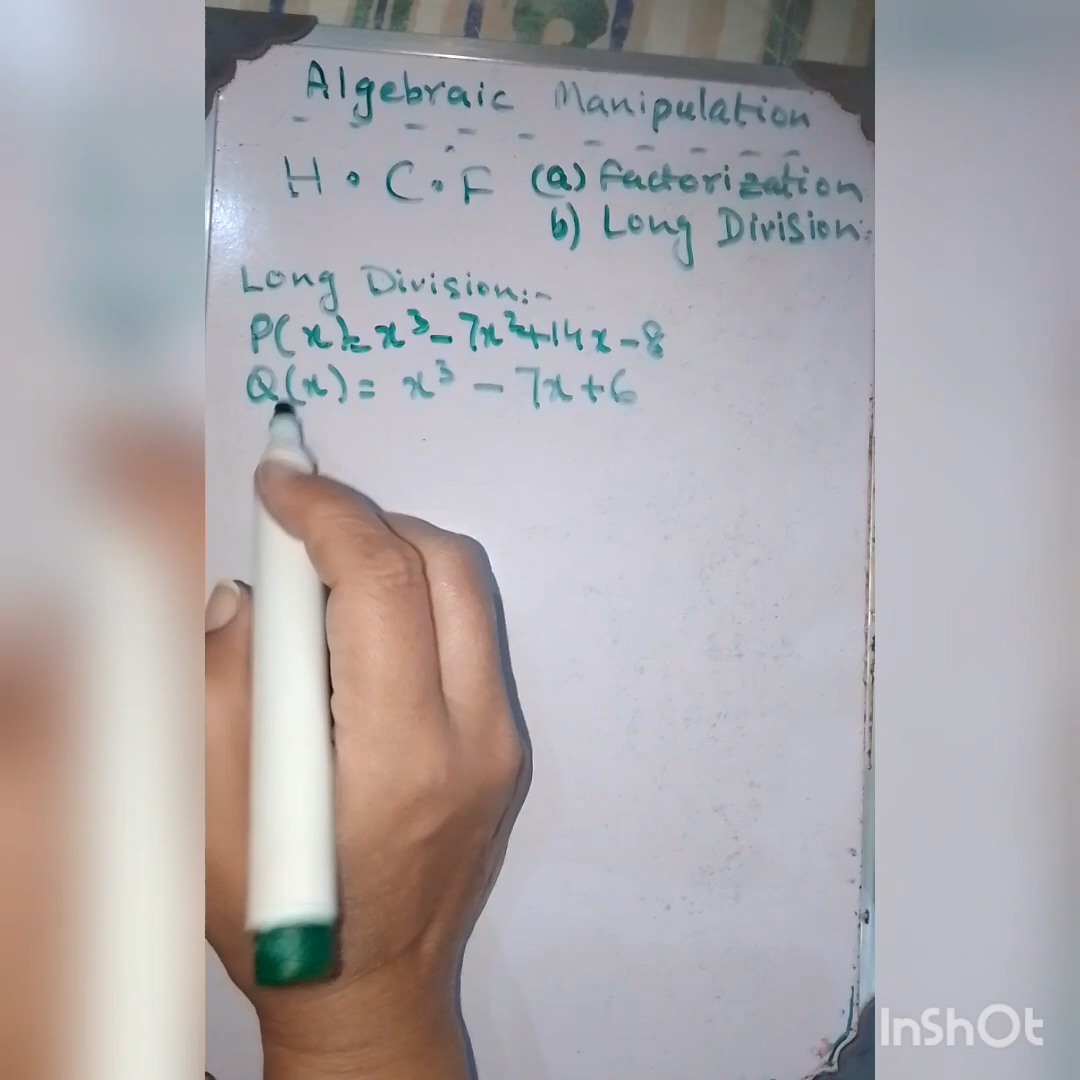 Algebraic Manipulation
H.C.F (a) Factorization
b) Long Division:
Long Division:-
P(x)= x³-7x²+14x-8
Q(x)= x³-7x+6
InShOt